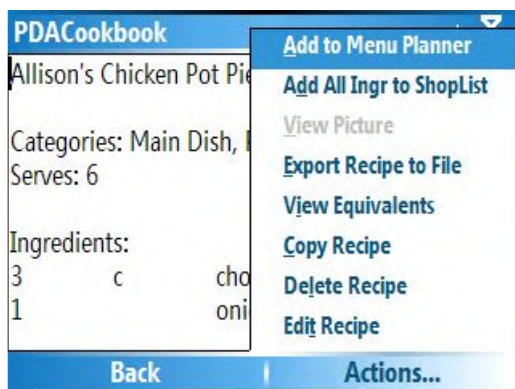 PDACookbook
Allison's Chicken Pot Pie
Categories: Main Dish,
Serves: 6
Ingredients:
3 c
1
Add to Menu Planner
Add All Ingr to ShopList
View Picture
Export Recipe to File
View Equivalents
Copy Recipe
Delete Recipe
Edit Recipe
Back
Actions...